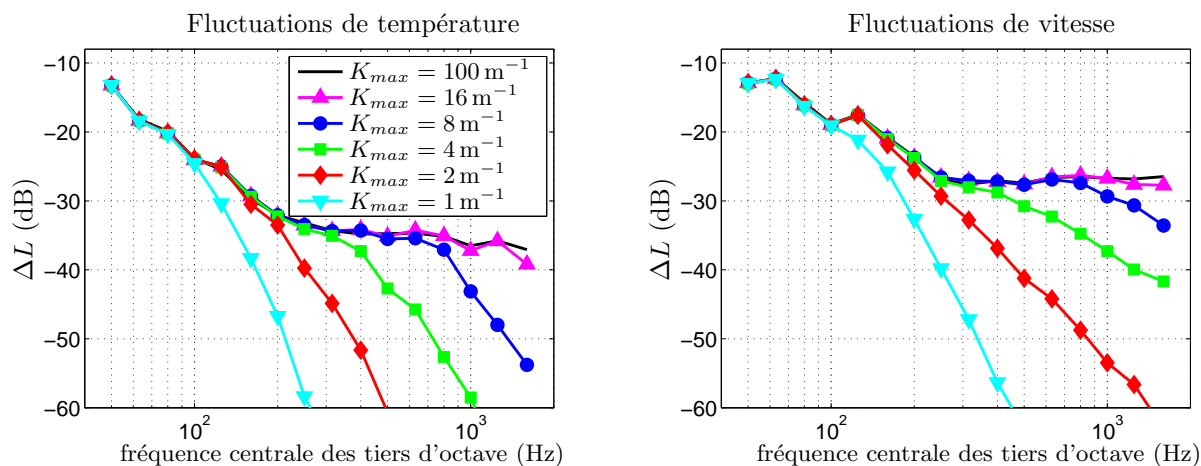 Fluctuations de température
−10
−20
−30
−40
−50
−60
ΔL (dB)
K_max = 100 m⁻¹
K_max = 16 m⁻¹
K_max = 8 m⁻¹
K_max = 4 m⁻¹
K_max = 2 m⁻¹
K_max = 1 m⁻¹
10² 10³
fréquence centrale des tiers d'octave (Hz)
Fluctuations de vitesse
−10
−20
−30
−40
−50
−60
ΔL (dB)
10² 10³
fréquence centrale des tiers d'octave (Hz)